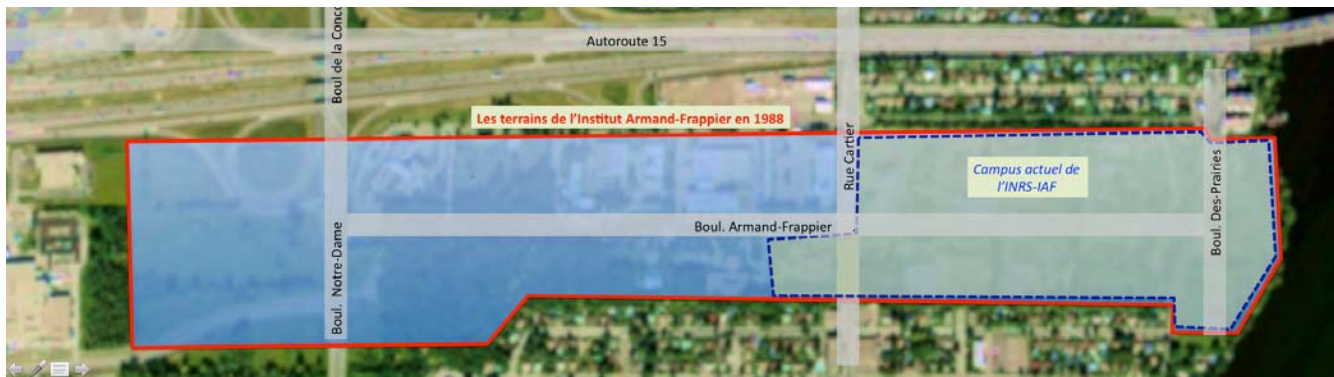 Autoroute 15
Boul de la Conc
Les terrains de l'Institut Armand-Frappier en 1988
Campus actuel de
l'INRS-IAF
Rue Cartier
Boul. Des-Prairies
Boul. Armand-Frappier
Boul. Notre-Dame